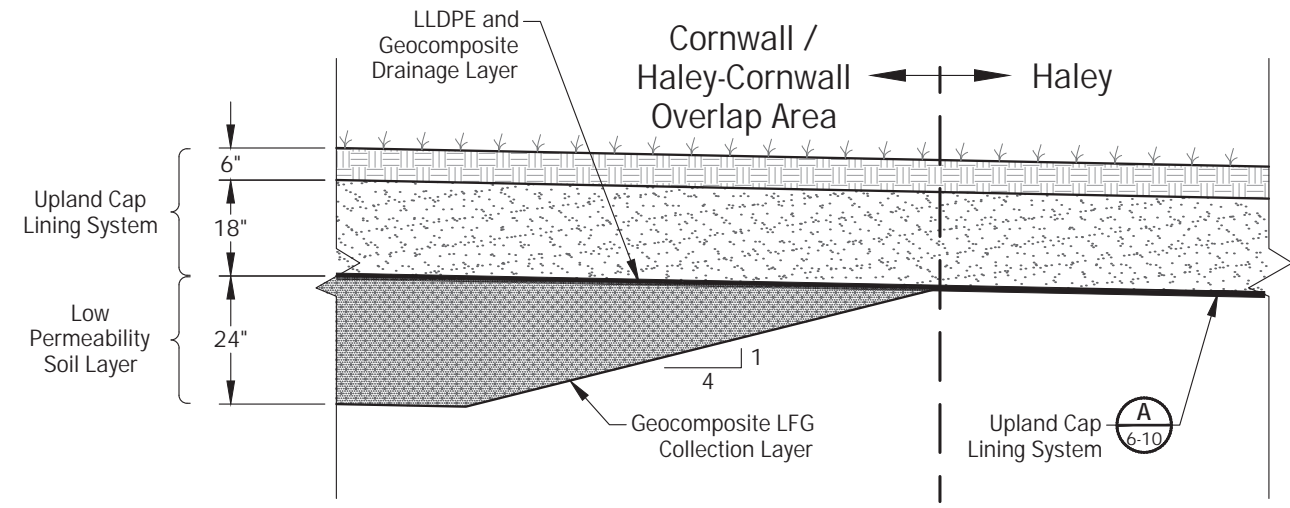 LLDPE and
Geocomposite
Drainage Layer
Cornwall /
Haley-Cornwall
Overlap Area
Haley
6"
Upland Cap
Lining System
18"
Low
Permeability
Soil Layer
24"
1
4
Geocomposite LFG
Collection Layer
Upland Cap
Lining System
A
6-10